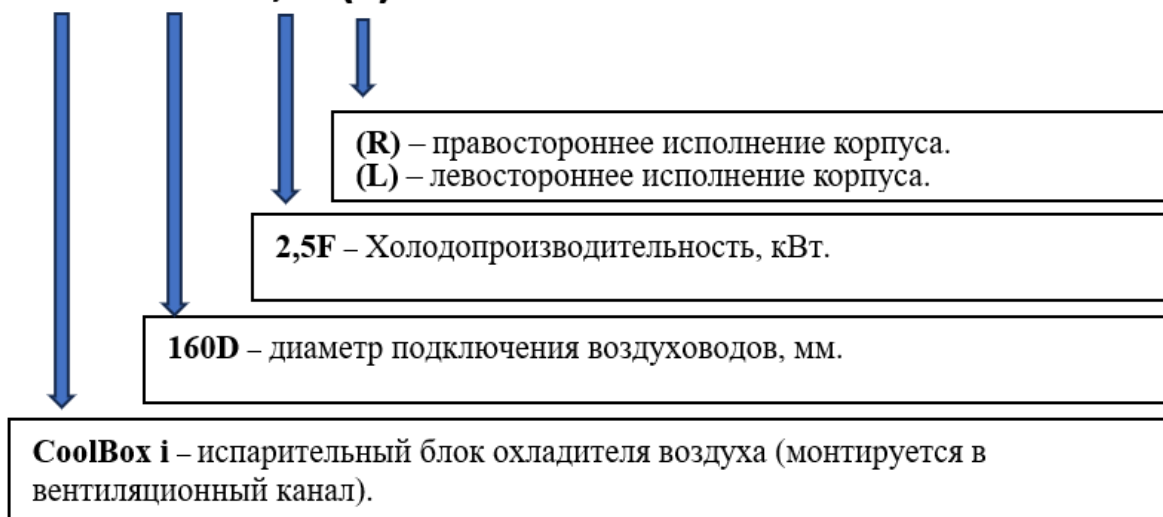 (R) – правостороннее исполнение корпуса.
(L) – левостороннее исполнение корпуса.
2,5F – Холодопроизводительность, кВт.
160D – диаметр подключения воздуховодов, мм.
CoolBox i – испарительный блок охладителя воздуха (монтируется в
вентиляционный канал).